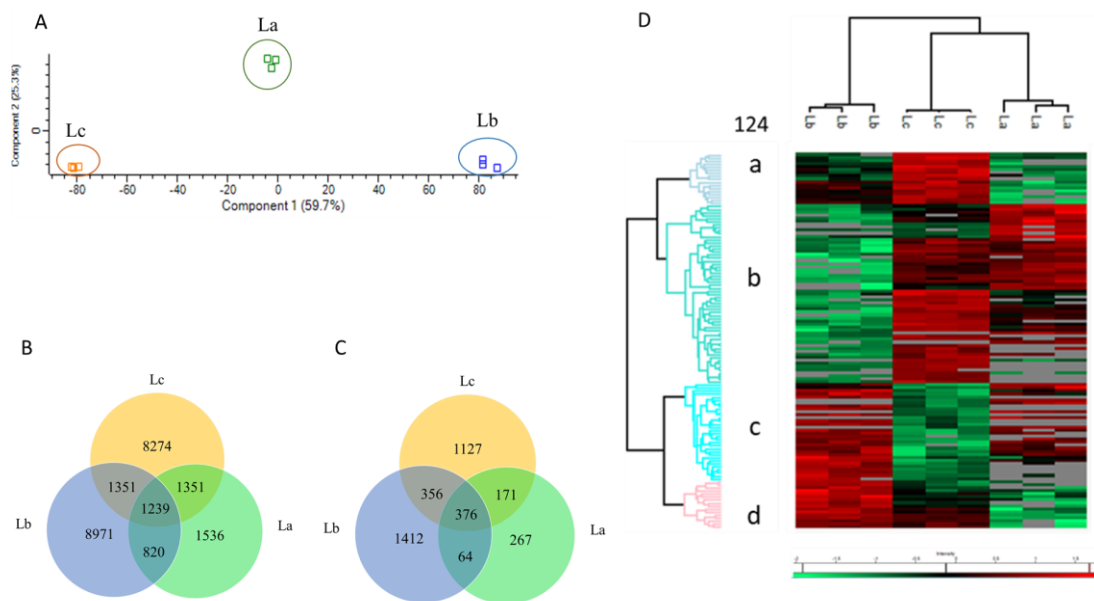 A
La
Component 2 (25.3%)
0
Lc
Lb
-80 -60 -40 -20 0 20 40 60 80
Component 1 (59.7%)
B
Lc
8274
1351 1351
1239
Lb 8971 1536 La
820
C
Lc
1127
356 171
376
Lb 1412 267 La
64
D
Lb Lb Lb Lc Lc Lc La La La
124
a
b
c
d
Intensity